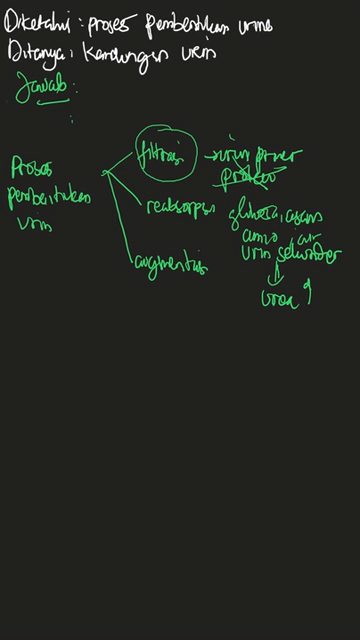 Diketahui : proses pembentukan urine
Ditanya : Kandungan urin
Jawab :
:
Proses
pembentukan
urin
filtrasi → urin primer
protein
reabsorpsi glukosa, asam
amino, air
urin sekunder
urea ↑
augmentasi